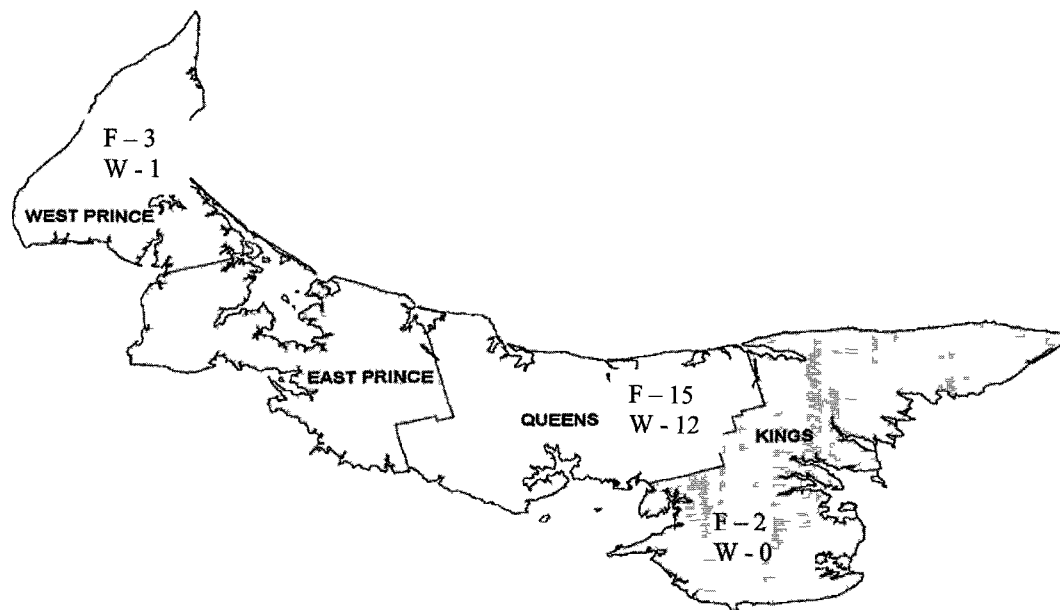 F – 3
W - 1
WEST PRINCE
EAST PRINCE
QUEENS
F – 15
W - 12
KINGS
F – 2
W - 0